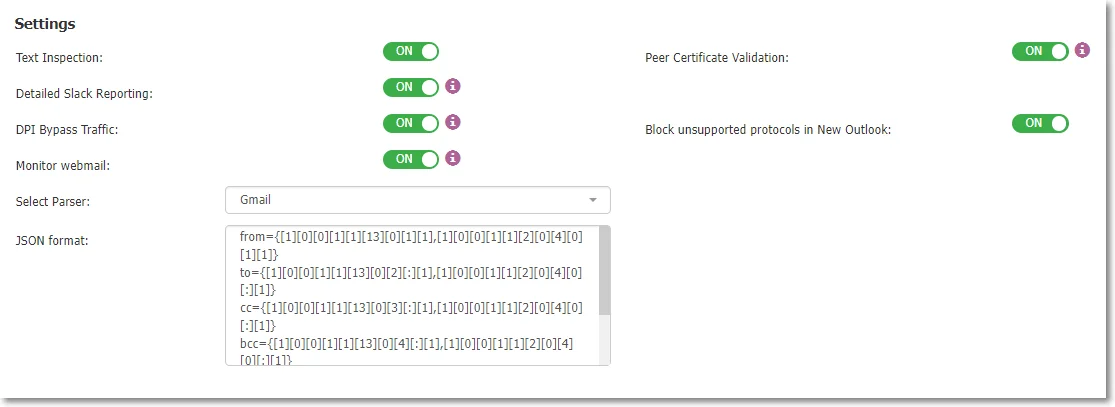 Settings
Text Inspection: ON
Peer Certificate Validation: ON i
Detailed Slack Reporting: ON i
DPI Bypass Traffic: ON i
Block unsupported protocols in New Outlook: ON
Monitor webmail: ON i
Select Parser: Gmail
JSON format:
from={[1][0][0][1][1][13][0][1][1],[1][0][0][1][1][2][0][4][0]
[1][1]}
to={[1][0][0][1][1][13][0][2][:][1],[1][0][0][1][1][2][0][4][0]
[:][1]}
cc={[1][0][0][1][1][13][0][3][:][1],[1][0][0][1][1][2][0][4][0]
[:][1]}
bcc={[1][0][0][1][1][13][0][4][:][1],[1][0][0][1][1][2][0][4]
[0][:][1]}